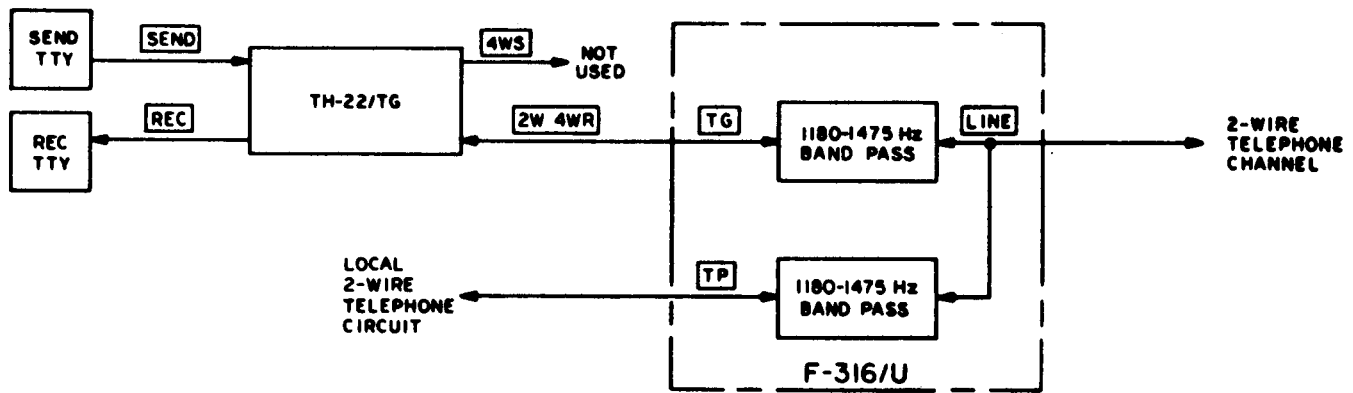 SEND
TTY
SEND
REC
TTY
REC
TH-22/TG
4WS
NOT
USED
2W 4WR
TG
1180-1475 Hz
BAND PASS
LINE
2-WIRE
TELEPHONE
CHANNEL
LOCAL
2-WIRE
TELEPHONE
CIRCUIT
TP
1180-1475 Hz
BAND PASS
F-316/U